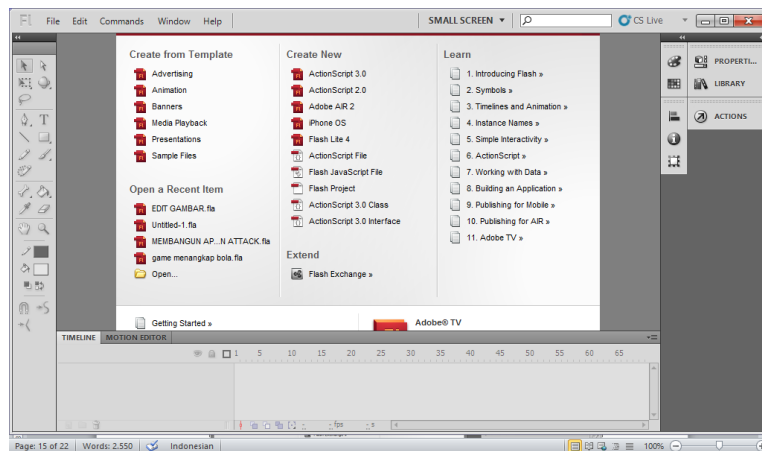 Fl File Edit Commands Window Help SMALL SCREEN CS Live
Create from Template
Advertising
Animation
Banners
Media Playback
Presentations
Sample Files
Open a Recent Item
EDIT GAMBAR.fla
Untitled-1.fla
MEMBANGUN AP...N ATTACK.fla
game menangkap bola.fla
Open...
Create New
ActionScript 3.0
ActionScript 2.0
Adobe AIR 2
iPhone OS
Flash Lite 4
ActionScript File
Flash JavaScript File
Flash Project
ActionScript 3.0 Class
ActionScript 3.0 Interface
Extend
Flash Exchange »
Learn
1. Introducing Flash »
2. Symbols »
3. Timelines and Animation »
4. Instance Names »
5. Simple Interactivity »
6. ActionScript »
7. Working with Data »
8. Building an Application »
9. Publishing for Mobile »
10. Publishing for AIR »
11. Adobe TV »
Getting Started »
Adobe® TV
PROPERTI...
LIBRARY
ACTIONS
TIMELINE MOTION EDITOR
1 5 10 15 20 25 30 35 40 45 50 55 60 65
- fps - s
Page: 15 of 22 Words: 2.550 Indonesian 100%